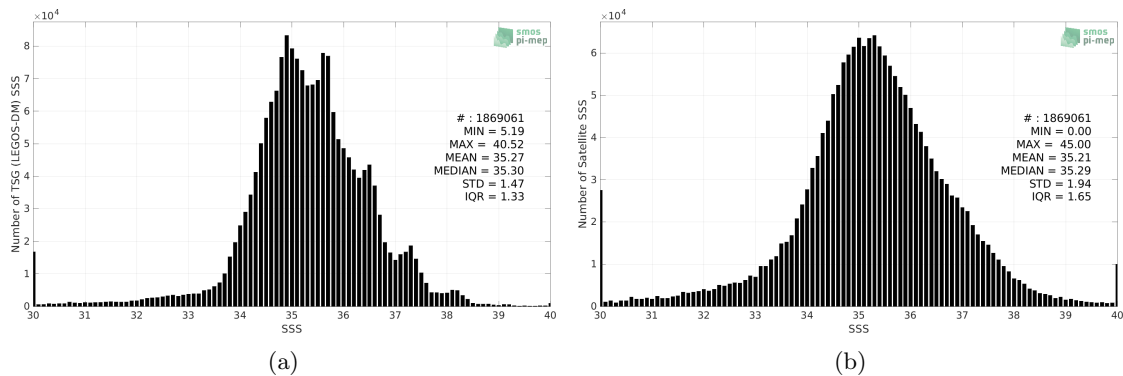 ×10⁴
8
7
6
5
4
3
2
1
0
Number of TSG (LEGOS-DM) SSS
30 31 32 33 34 35 36 37 38 39 40
SSS
smos
pi-mep
# : 1869061
MIN = 5.19
MAX = 40.52
MEAN = 35.27
MEDIAN = 35.30
STD = 1.47
IQR = 1.33
(a)
×10⁴
6
5
4
3
2
1
0
Number of Satellite SSS
30 31 32 33 34 35 36 37 38 39 40
SSS
smos
pi-mep
# : 1869061
MIN = 0.00
MAX = 45.00
MEAN = 35.21
MEDIAN = 35.29
STD = 1.94
IQR = 1.65
(b)